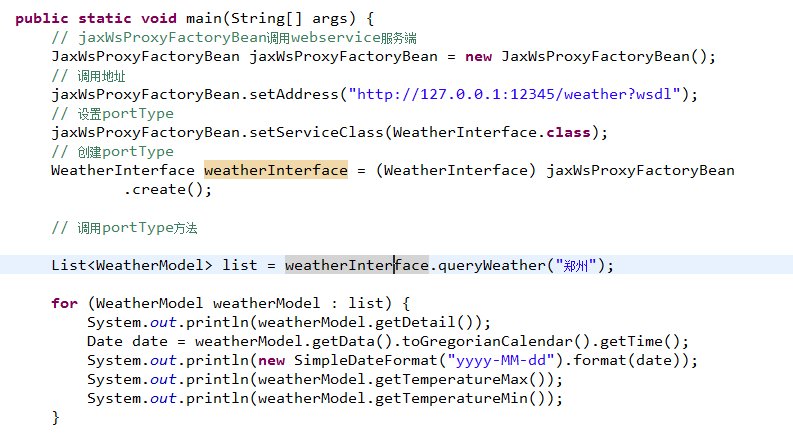 public static void main(String[] args) {
// jaxWsProxyFactoryBean调用webservice服务端
JaxWsProxyFactoryBean jaxWsProxyFactoryBean = new JaxWsProxyFactoryBean();
// 调用地址
jaxWsProxyFactoryBean.setAddress("http://127.0.0.1:12345/weather?wsdl");
// 设置portType
jaxWsProxyFactoryBean.setServiceClass(WeatherInterface.class);
// 创建portType
WeatherInterface weatherInterface = (WeatherInterface) jaxWsProxyFactoryBean
.create();
// 调用portType方法
List<WeatherModel> list = weatherInterface.queryWeather("郑州");
for (WeatherModel weatherModel : list) {
System.out.println(weatherModel.getDetail());
Date date = weatherModel.getData().toGregorianCalendar().getTime();
System.out.println(new SimpleDateFormat("yyyy-MM-dd").format(date));
System.out.println(weatherModel.getTemperatureMax());
System.out.println(weatherModel.getTemperatureMin());
}